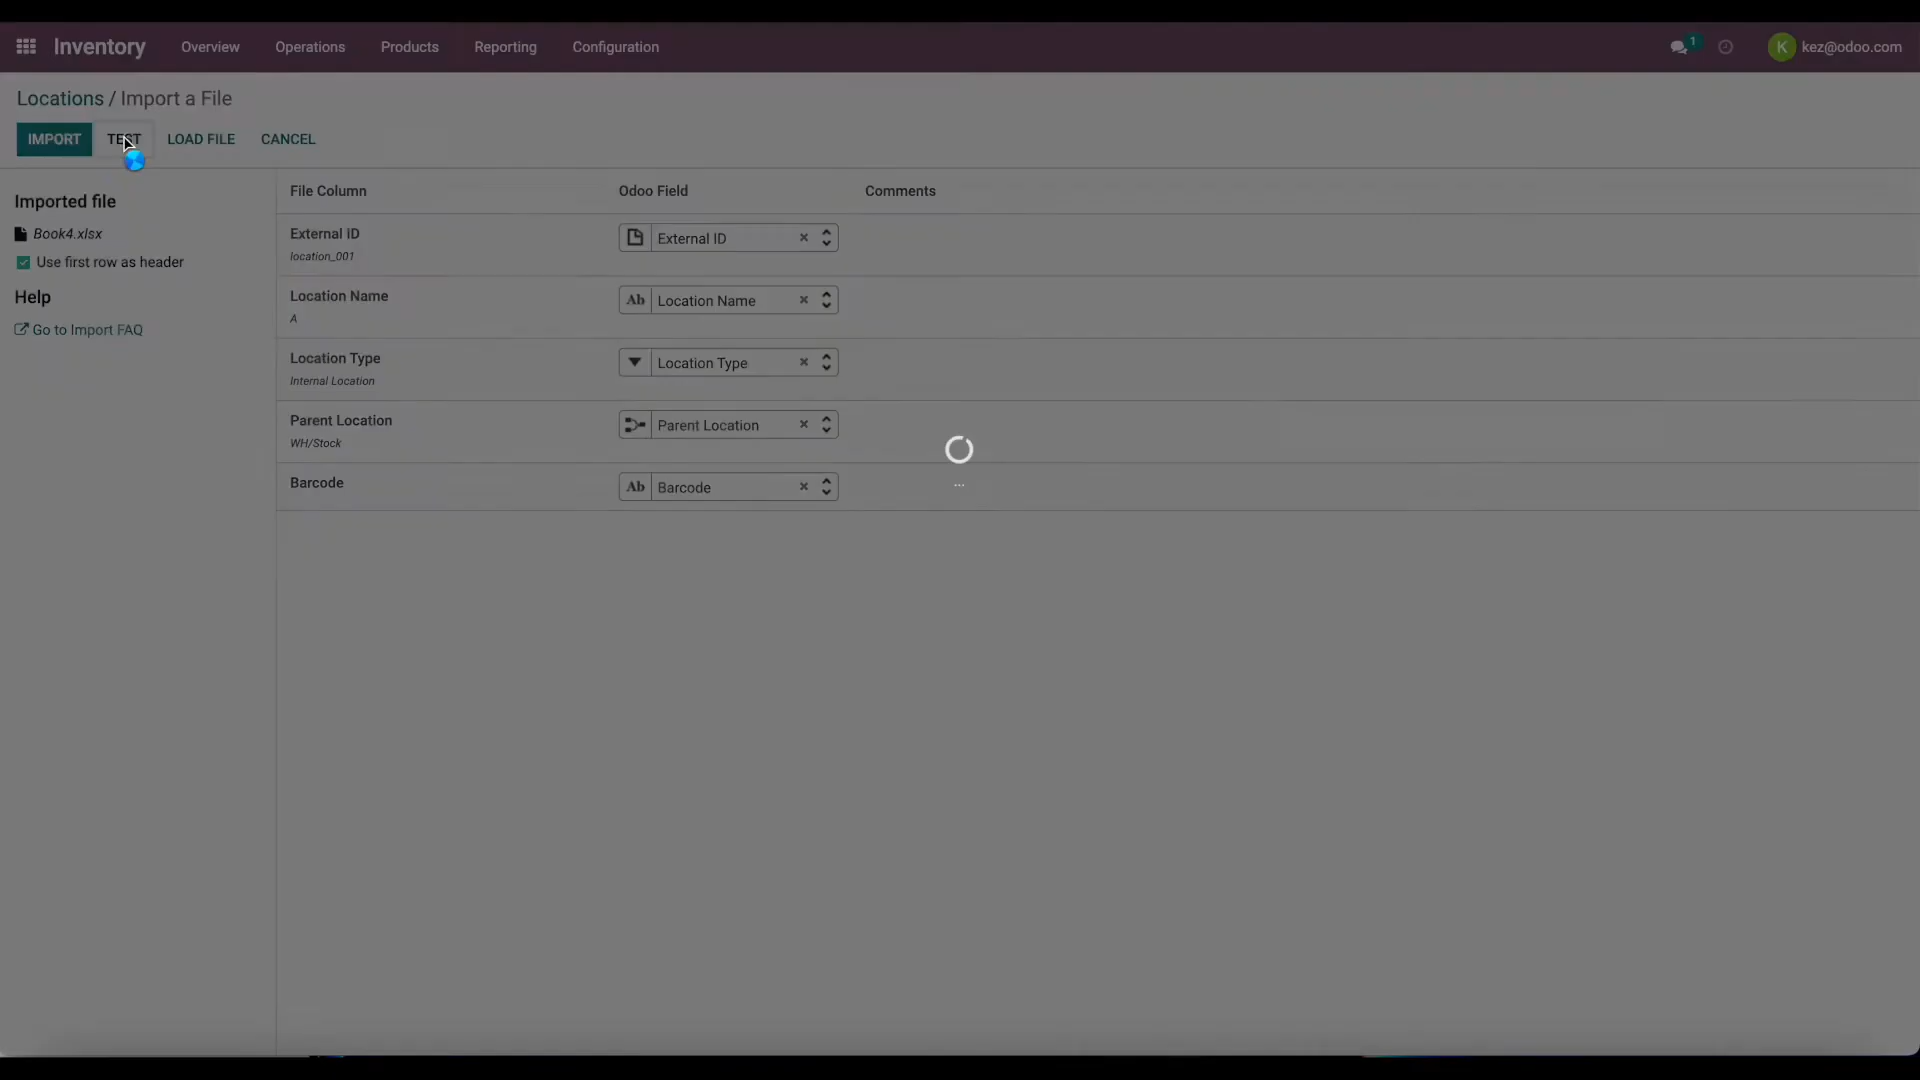 Inventory Overview Operations Products Reporting Configuration 1 K kez@odoo.com
Locations / Import a File
IMPORT TEST LOAD FILE CANCEL
Imported file
Book4.xlsx
Use first row as header
Help
Go to Import FAQ
File Column Odoo Field Comments
External ID External ID
location_001
Location Name Ab Location Name
A
Location Type Location Type
Internal Location
Parent Location Parent Location
WH/Stock
Barcode Ab Barcode
...